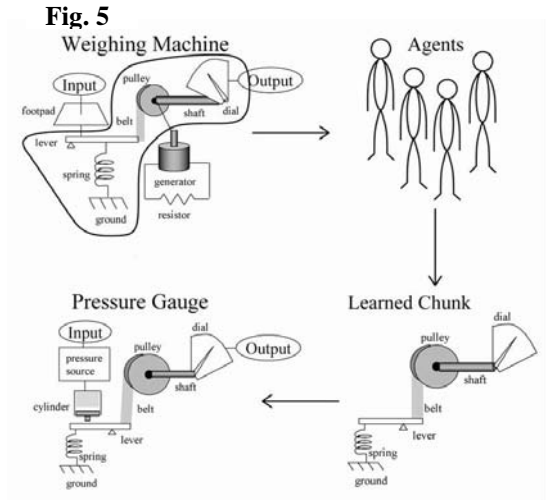 Fig. 5
Weighing Machine
Input
footpad
lever
spring
ground
pulley
belt
Output
shaft
dial
generator
resistor
Agents
Pressure Gauge
Input
pressure
source
cylinder
spring
ground
lever
belt
pulley
shaft
dial
Output
Learned Chunk
dial
pulley
shaft
belt
lever
spring
ground